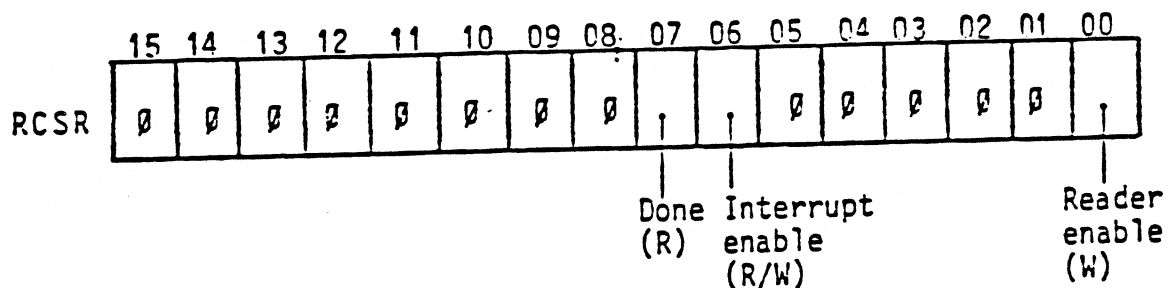 15 14 13 12 11 10 09 08 07 06 05 04 03 02 01 00
RCSR Ø Ø Ø Ø Ø Ø Ø Ø Ø Ø Ø Ø Ø
Done Interrupt Reader
(R) enable enable
(R/W) (W)